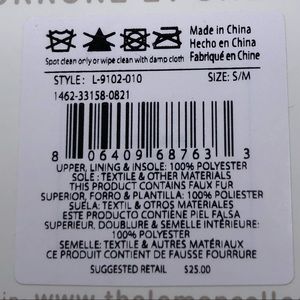 Made in China
Hecho en China
Fabriqué en Chine
Spot clean only or wipe clean with damp cloth
STYLE: L-9102-010 SIZE: S/M
1462-33158-0821
8 06409 68763 3
UPPER, LINING & INSOLE: 100% POLYESTER
SOLE : TEXTILE & OTHER MATERIALS
THIS PRODUCT CONTAINS FAUX FUR
SUPERIOR, FORRO & PLANTILLA: 100% POLIESTER
SUELA: TEXTIL & OTROS MATERIALES
ESTE PRODUCTO CONTIENE PIEL FALSA
SUPERIEUR, DOUBLURE & SEMELLE INTÉRIEURE:
100% POLYESTER
SEMELLE: TEXTILE & AUTRES MATÉRIAUX
CE PRODUIT CONTIENT DE FAUSSE FOURRURE
SUGGESTED RETAIL $25.00